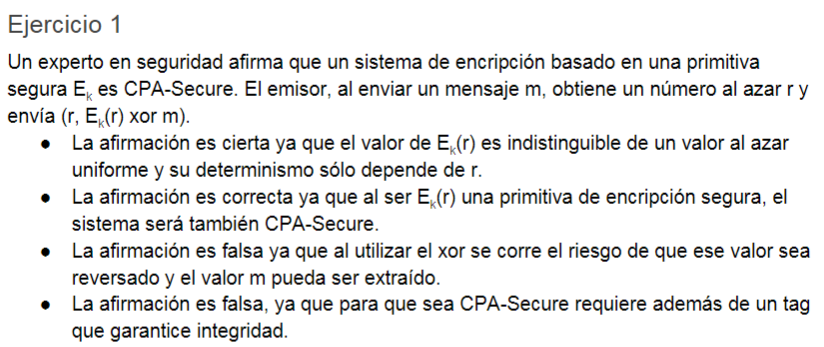 Ejercicio 1
Un experto en seguridad afirma que un sistema de encripción basado en una primitiva
segura Eₖ es CPA-Secure. El emisor, al enviar un mensaje m, obtiene un número al azar r y
envía (r, Eₖ(r) xor m).
● La afirmación es cierta ya que el valor de Eₖ(r) es indistinguible de un valor al azar
uniforme y su determinismo sólo depende de r.
● La afirmación es correcta ya que al ser Eₖ(r) una primitiva de encripción segura, el
sistema será también CPA-Secure.
● La afirmación es falsa ya que al utilizar el xor se corre el riesgo de que ese valor sea
reversado y el valor m pueda ser extraído.
● La afirmación es falsa, ya que para que sea CPA-Secure requiere además de un tag
que garantice integridad.